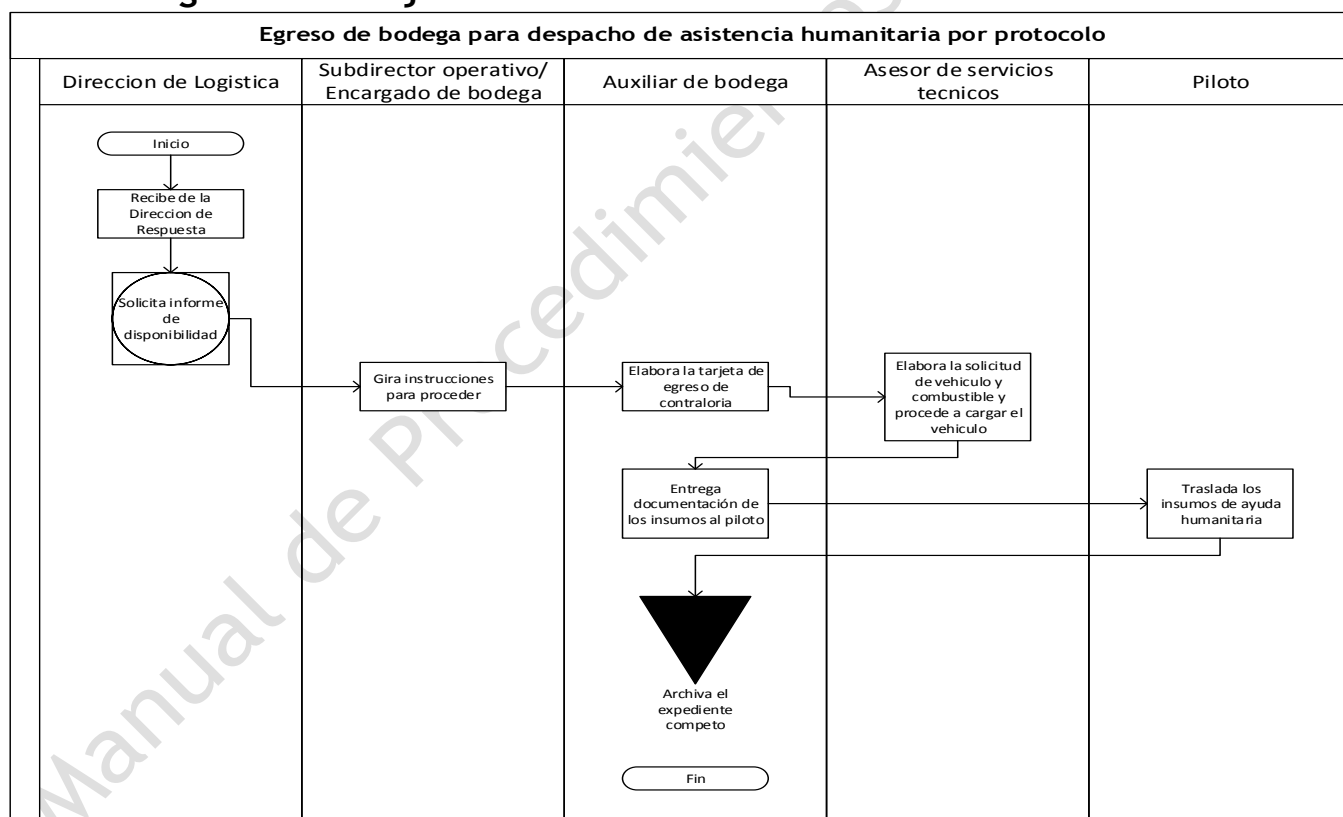 Egreso de bodega para despacho de asistencia humanitaria por protocolo
Direccion de Logistica
Subdirector operativo/
Encargado de bodega
Auxiliar de bodega
Asesor de servicios
tecnicos
Piloto
Inicio
Recibe de la
Direccion de
Respuesta
Solicita informe
de
disponibilidad
Gira instrucciones
para proceder
Elabora la tarjeta de
egreso de
contraloria
Elabora la solicitud
de vehiculo y
combustible y
procede a cargar el
vehiculo
Entrega
documentación de
los insumos al piloto
Traslada los
insumos de ayuda
humanitaria
Archiva el
expediente
competo
Fin
Manual de Procedimie